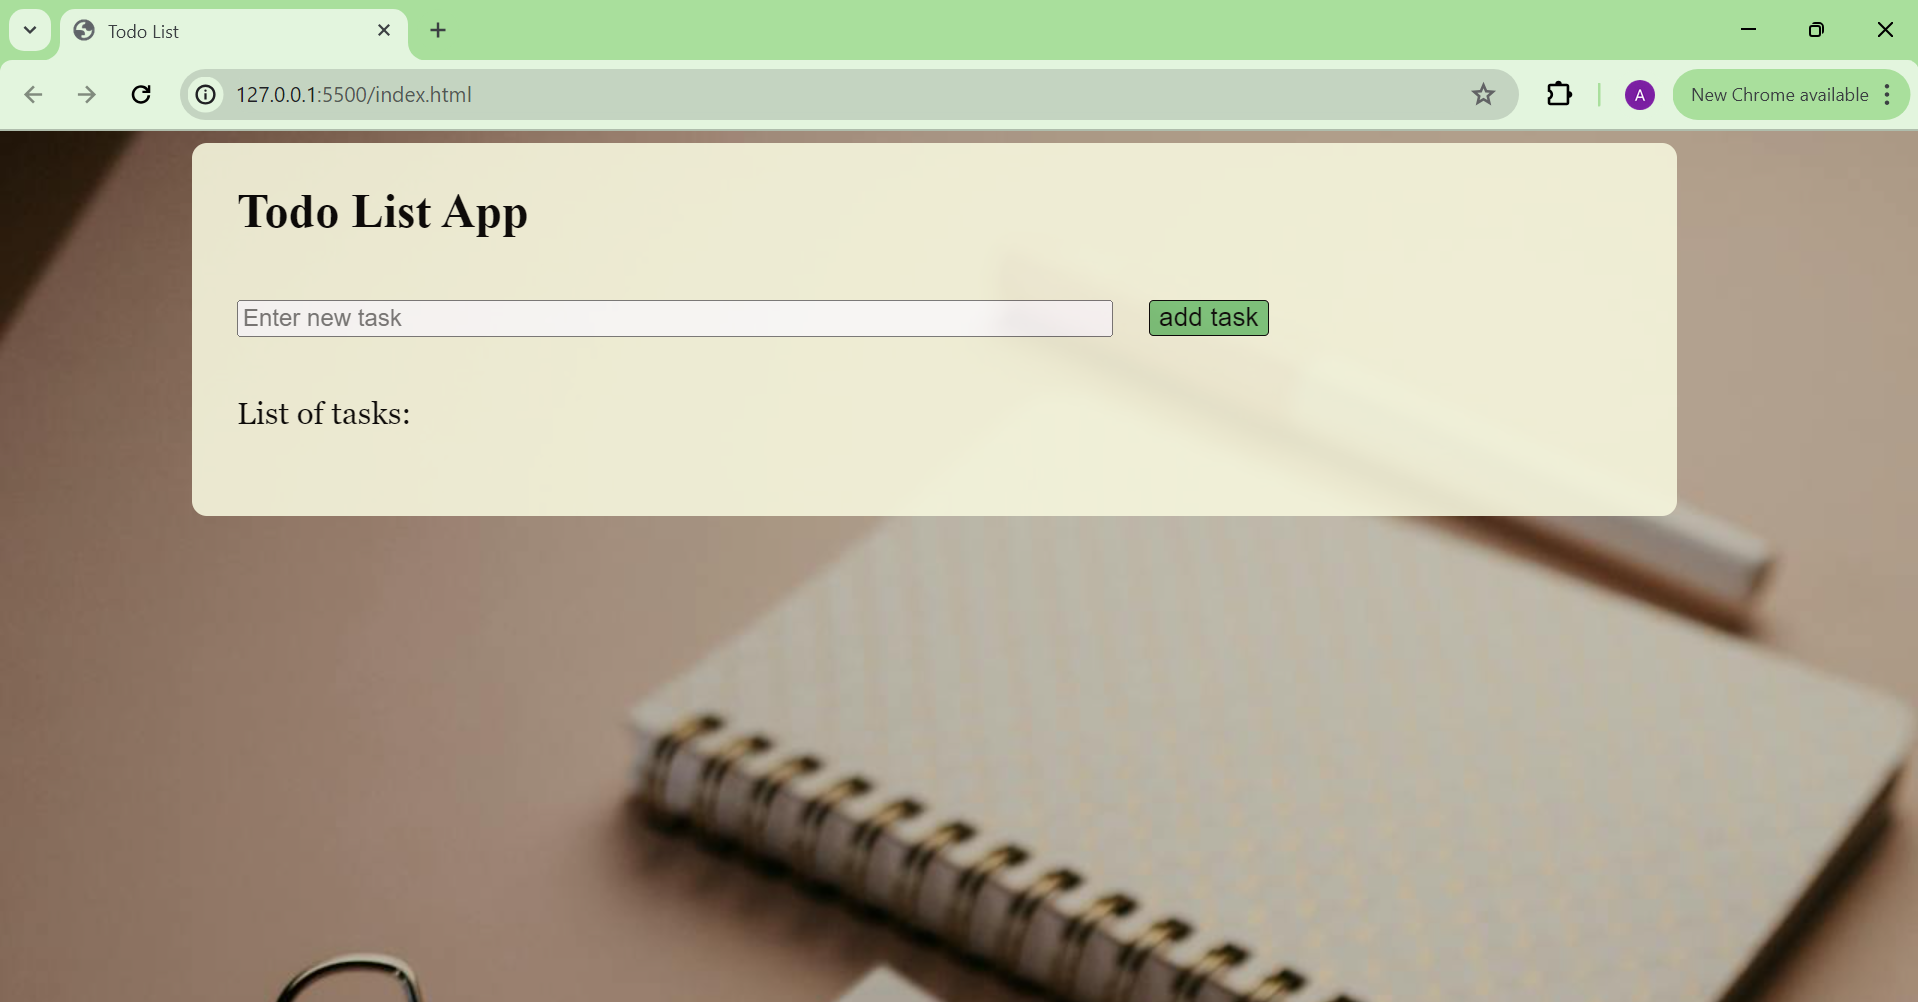 Todo List
127.0.0.1:5500/index.html
A
New Chrome available
Todo List App
Enter new task
add task
List of tasks: